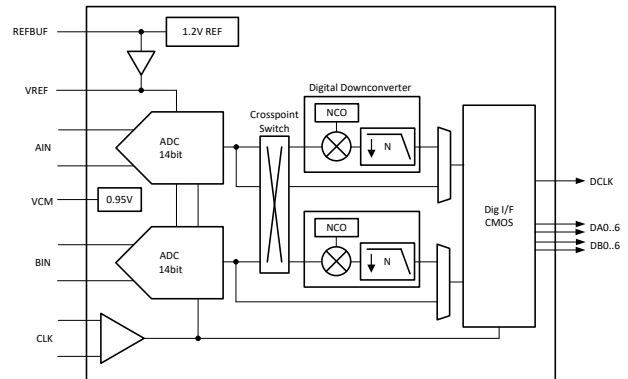 REFBUF
1.2V REF
VREF
Digital Downconverter
NCO
Crosspoint
Switch
ADC
14bit
N
AIN
DCLK
VCM
0.95V
Dig I/F
CMOS
NCO
DA0..6
DB0..6
BIN
ADC
14bit
N
CLK